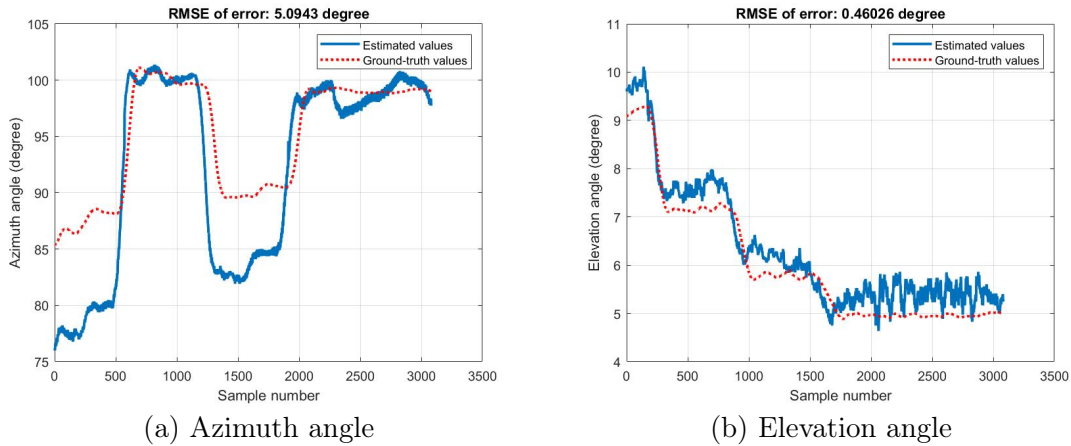 RMSE of error: 5.0943 degree
105
100
95
90
85
80
75
Azimuth angle (degree)
Estimated values
Ground-truth values
0
500
1000
1500
2000
2500
3000
3500
Sample number
(a) Azimuth angle
RMSE of error: 0.46026 degree
11
10
9
8
7
6
5
4
Elevation angle (degree)
Estimated values
Ground-truth values
0
500
1000
1500
2000
2500
3000
3500
Sample number
(b) Elevation angle